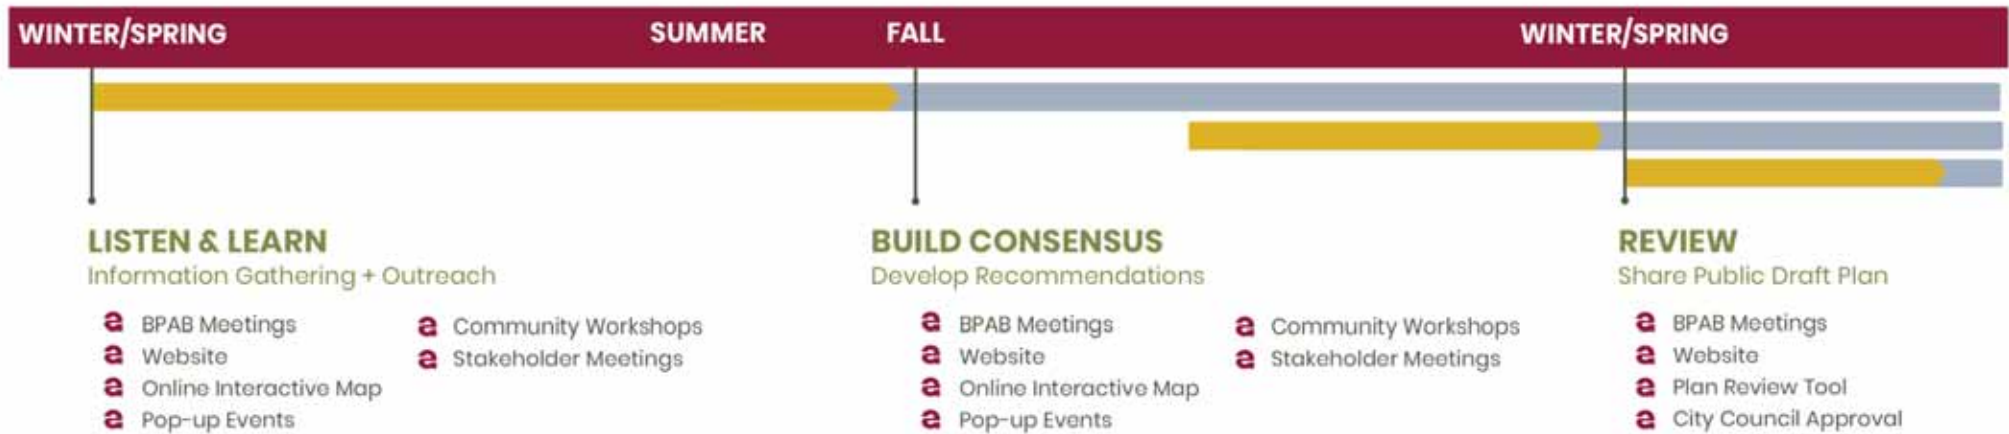 WINTER/SPRING SUMMER FALL WINTER/SPRING
LISTEN & LEARN
Information Gathering + Outreach
BPAB Meetings
Website
Online Interactive Map
Pop-up Events
Community Workshops
Stakeholder Meetings
BUILD CONSENSUS
Develop Recommendations
BPAB Meetings
Website
Online Interactive Map
Pop-up Events
Community Workshops
Stakeholder Meetings
REVIEW
Share Public Draft Plan
BPAB Meetings
Website
Plan Review Tool
City Council Approval